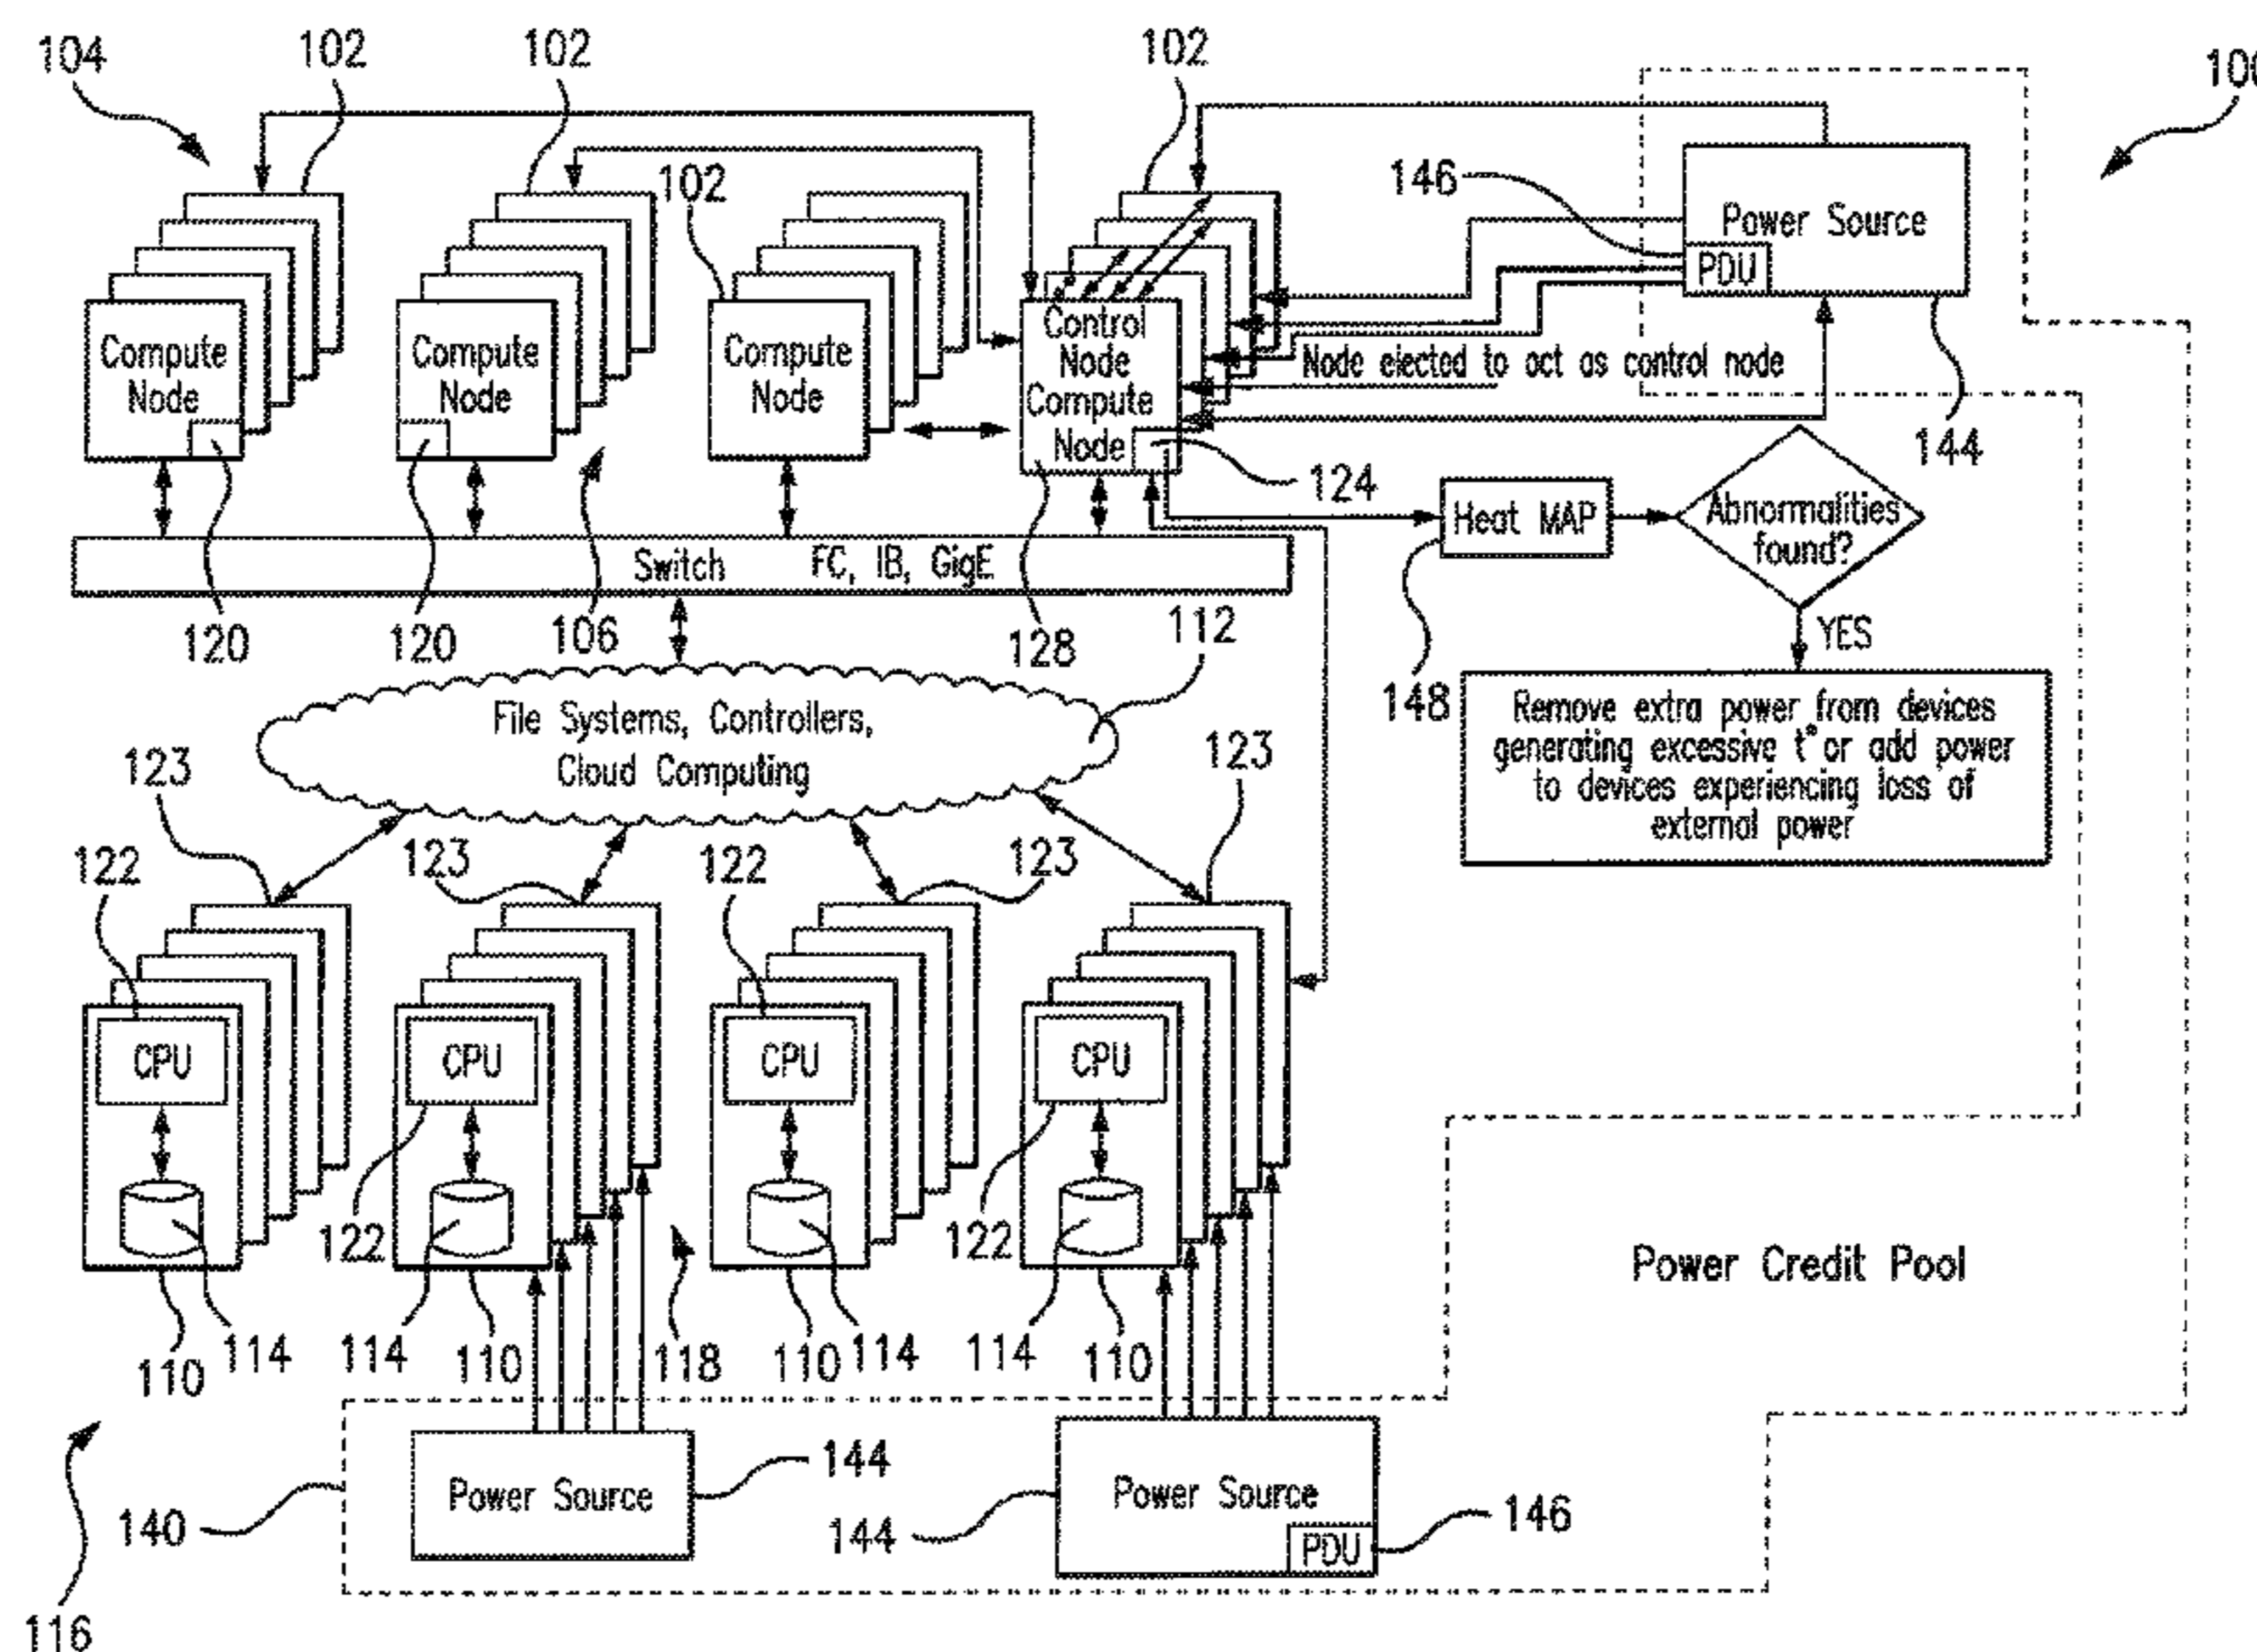 104
102
102
102
100
102
146
Power Source
PDU
Compute
Node
Compute
Node
Compute
Node
Control
Node
Compute
Node
Node elected to act as control node
144
124
Heat MAP
Abnormalities
found?
Switch FC, IB, GigE
120
120
106
128
112
148
YES
File Systems, Controllers,
Cloud Computing
Remove extra power from devices
generating excessive t° or add power
to devices experiencing loss of
external power
123
123
123
123
122
122
CPU
CPU
CPU
CPU
122
122
Power Credit Pool
110
114
114
110
118
110
114
114
110
Power Source
144
Power Source
144
PDU
146
140
116